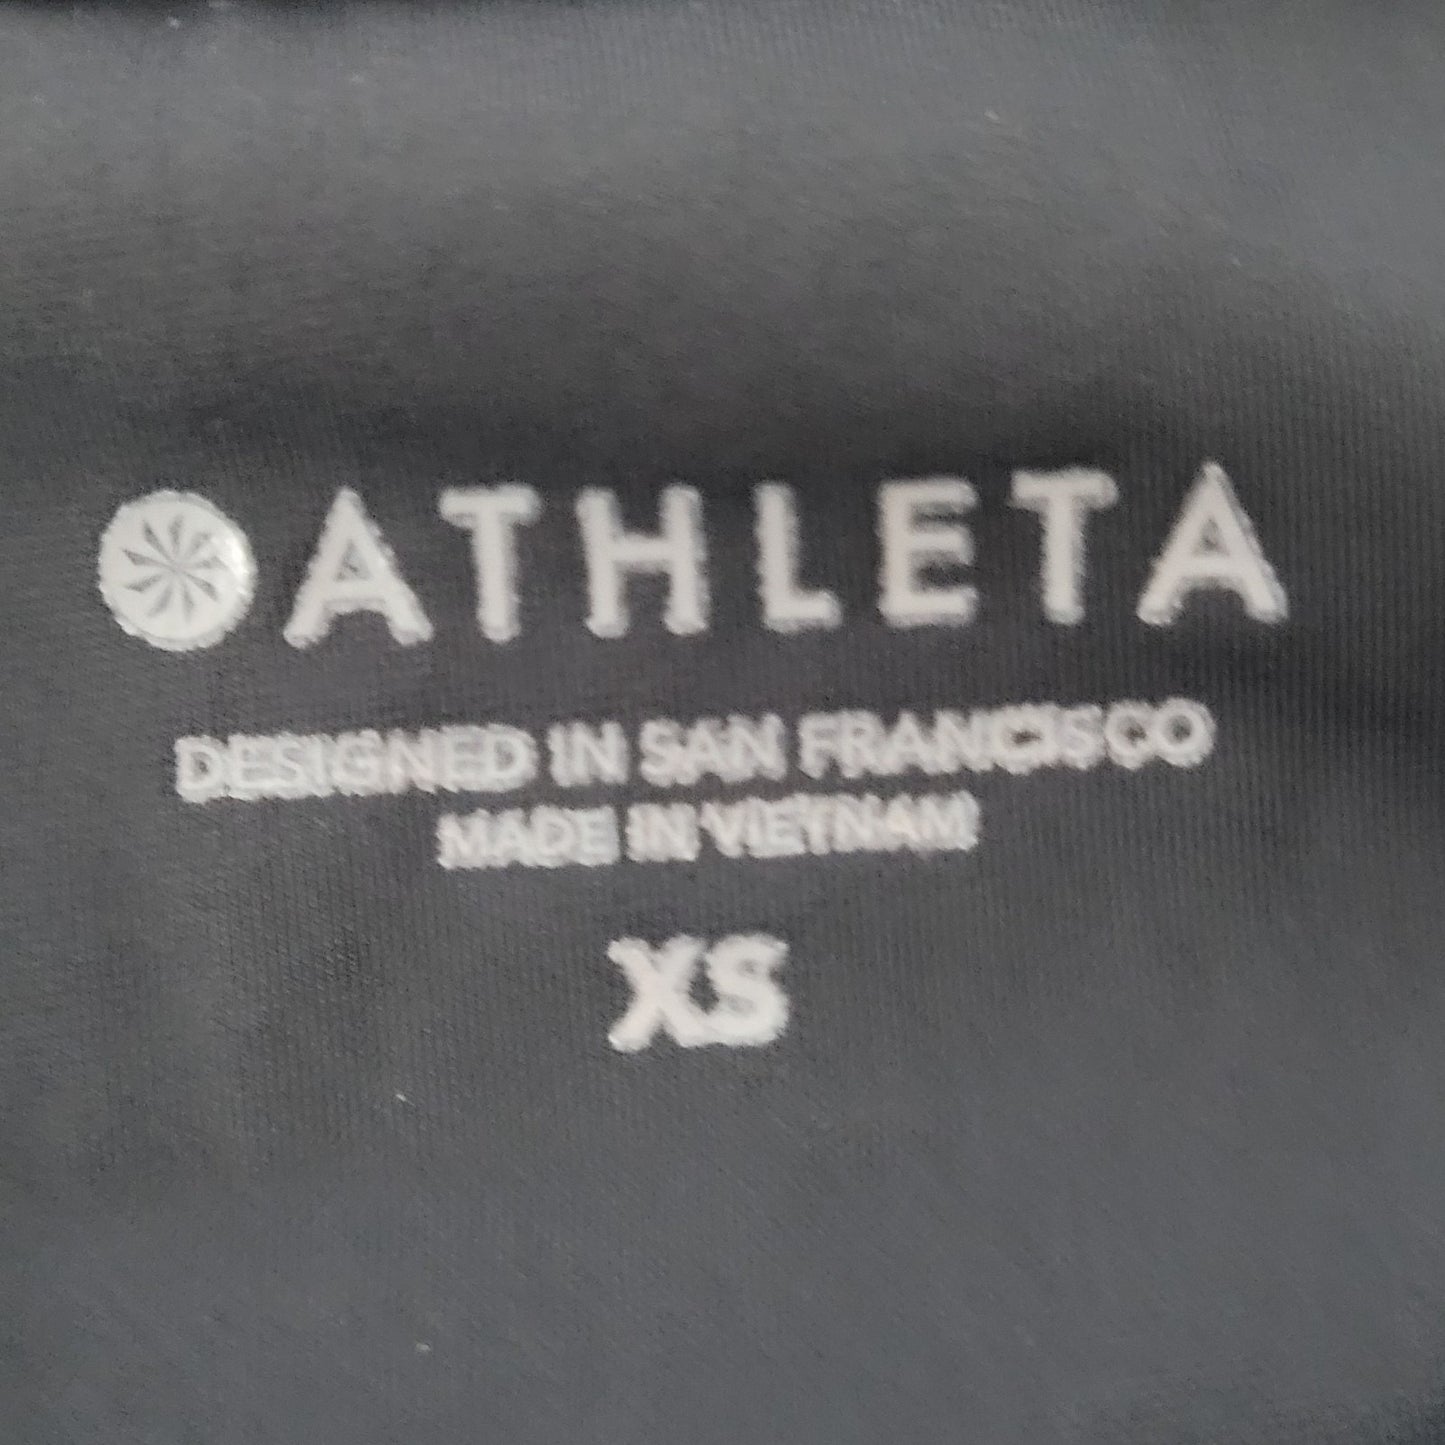 ATHLETA
DESIGNED IN SAN FRANCISCO
MADE IN VIETNAM
XS